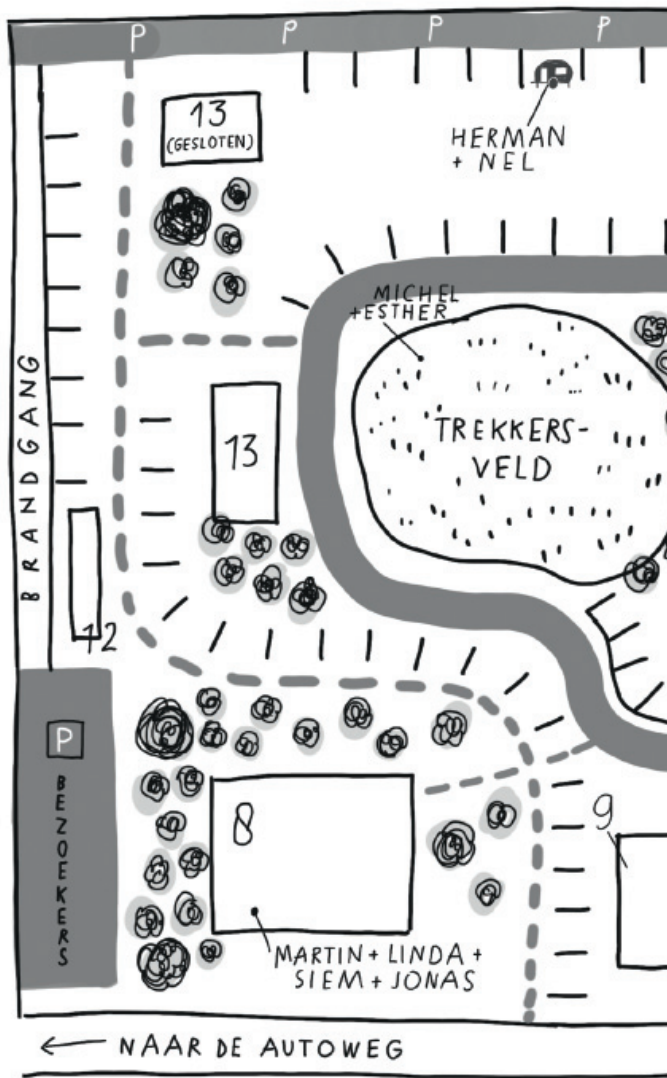 P P P P
13
(GESLOTEN)
HERMAN
+ NEL
MICHEL
+ESTHER
BRANDGANG
TREKKERS-
VELD
13
12
P
BEZOEKERS
8
9
MARTIN + LINDA +
SIEM + JONAS
← NAAR DE AUTOWEG